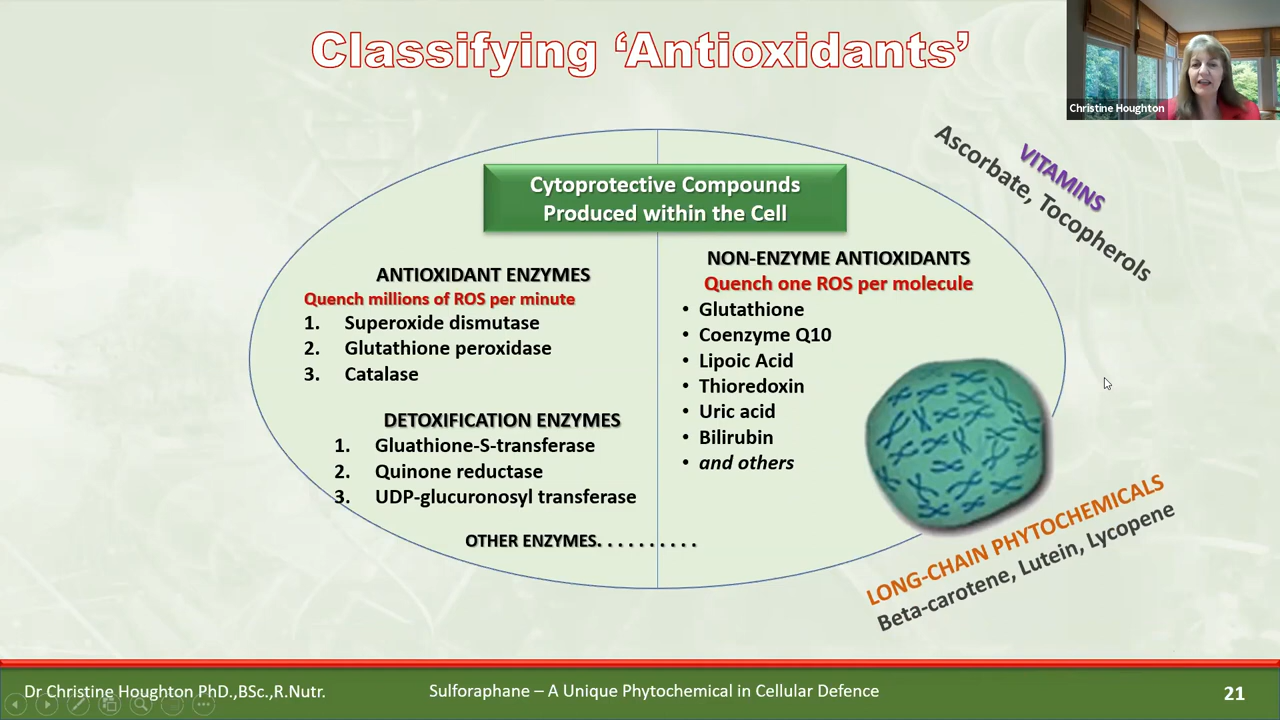 Classifying ‘Antioxidants’
Christine Houghton
VITAMINS
Ascorbate, Tocopherols
Cytoprotective Compounds
Produced within the Cell
ANTIOXIDANT ENZYMES
Quench millions of ROS per minute
1. Superoxide dismutase
2. Glutathione peroxidase
3. Catalase
DETOXIFICATION ENZYMES
1. Gluathione-S-transferase
2. Quinone reductase
3. UDP-glucuronosyl transferase
OTHER ENZYMES. . . . . . . . . .
NON-ENZYME ANTIOXIDANTS
Quench one ROS per molecule
• Glutathione
• Coenzyme Q10
• Lipoic Acid
• Thioredoxin
• Uric acid
• Bilirubin
• and others
LONG-CHAIN PHYTOCHEMICALS
Beta-carotene, Lutein, Lycopene
Dr Christine Houghton PhD.,BSc.,R.Nutr.
Sulforaphane – A Unique Phytochemical in Cellular Defence
21